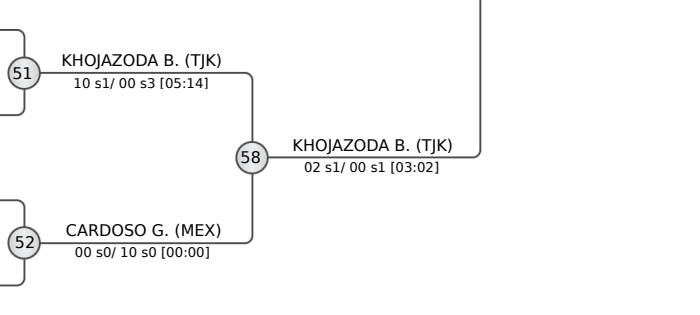 KHOJAZODA B. (TJK)
51
10 s1/ 00 s3 [05:14]
KHOJAZODA B. (TJK)
58
02 s1/ 00 s1 [03:02]
CARDOSO G. (MEX)
52
00 s0/ 10 s0 [00:00]